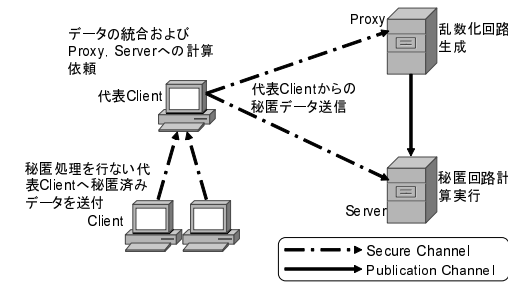 データの統合および
Proxy, Serverへの計算
依頼
Proxy
乱数化回路
生成
代表Client
代表Clientからの
秘匿データ送信
秘匿処理を行ない代
表Clientへ秘匿済み
データを送付
Client
秘匿回路計
算実行
Server
Secure Channel
Publication Channel